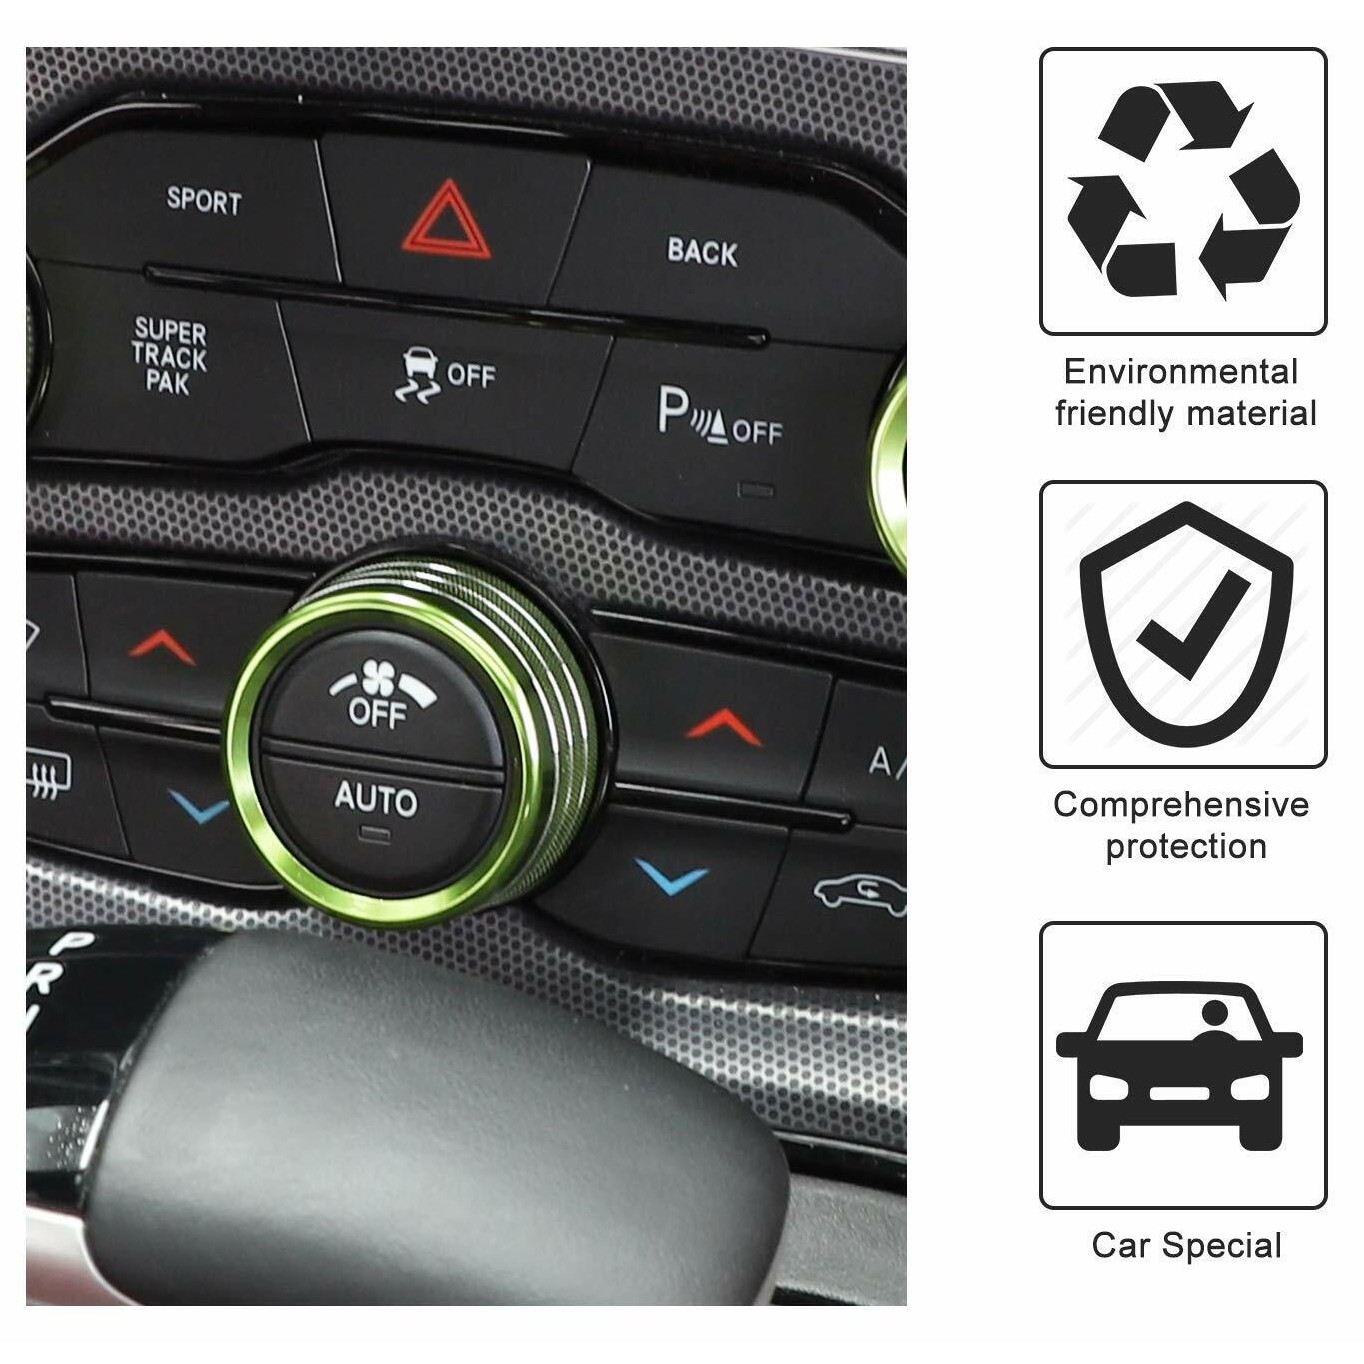 SPORT
BACK
SUPER
TRACK
PAK
OFF
P OFF
OFF
AUTO
A/
P
R
Environmental
friendly material
Comprehensive
protection
Car Special